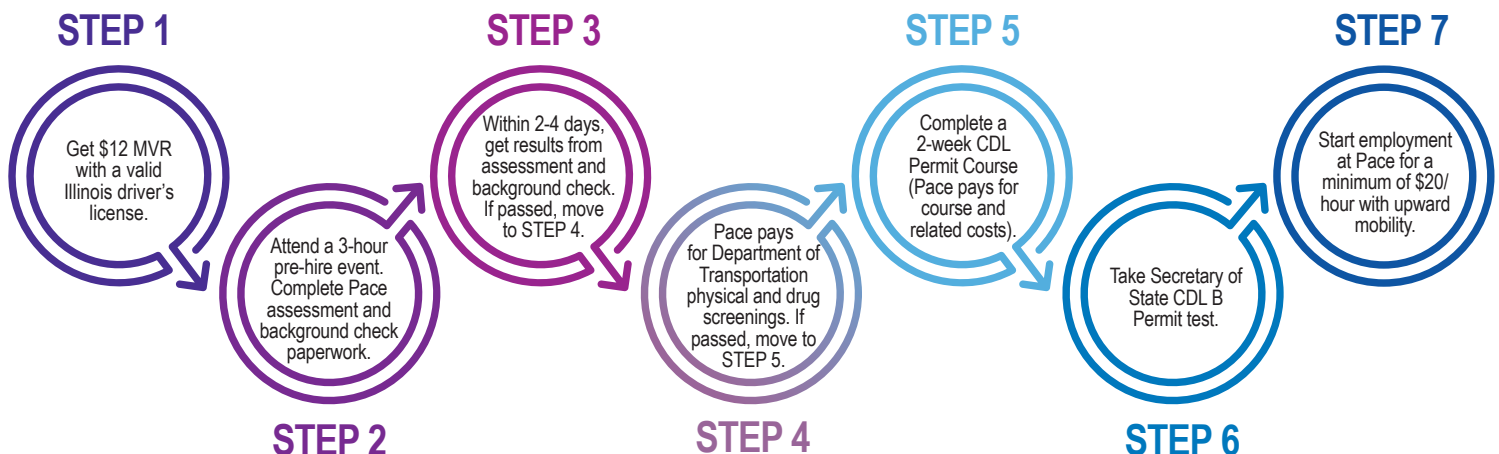 STEP 1
Get $12 MVR
with a valid
Illinois driver's
license.
STEP 2
Attend a 3-hour
pre-hire event.
Complete Pace
assessment and
background check
paperwork.
STEP 3
Within 2-4 days,
get results from
assessment and
background check.
If passed, move
to STEP 4.
STEP 4
Pace pays
for Department of
Transportation
physical and drug
screenings. If
passed, move to
STEP 5.
STEP 5
Complete a
2-week CDL
Permit Course
(Pace pays for
course and
related costs).
STEP 6
Take Secretary of
State CDL B
Permit test.
STEP 7
Start employment
at Pace for a
minimum of $20/
hour with upward
mobility.